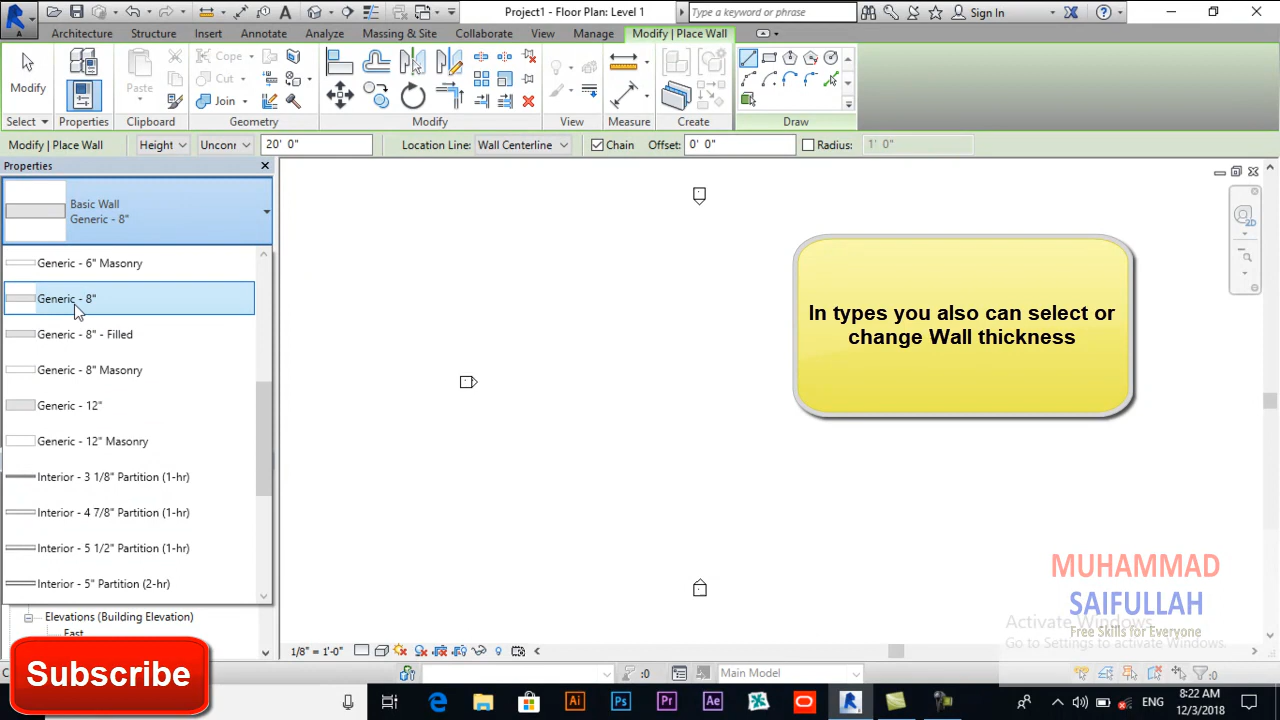 Project1 - Floor Plan: Level 1
Type a keyword or phrase
Sign In
Architecture Structure Insert Annotate Analyze Massing & Site Collaborate View Manage Modify | Place Wall
Modify Paste Cope Cut Join
Select Properties Clipboard Geometry Modify View Measure Create Draw
Modify | Place Wall Height Unconr 20' 0" Location Line: Wall Centerline Chain Offset: 0' 0" Radius: 1' 0"
Properties
Basic Wall
Generic - 8"
Generic - 6" Masonry
Generic - 8"
Generic - 8" - Filled
Generic - 8" Masonry
Generic - 12"
Generic - 12" Masonry
Interior - 3 1/8" Partition (1-hr)
Interior - 4 7/8" Partition (1-hr)
Interior - 5 1/2" Partition (1-hr)
Interior - 5" Partition (2-hr)
Elevations (Building Elevation)
East
2D
In types you also can select or
change Wall thickness
MUHAMMAD
SAIFULLAH
Free Skills for Everyone
Activate Windows
Go to Settings to activate Windows.
1/8" = 1'-0"
:0 Main Model :0
Subscribe
8:22 AM
12/3/2018
ENG